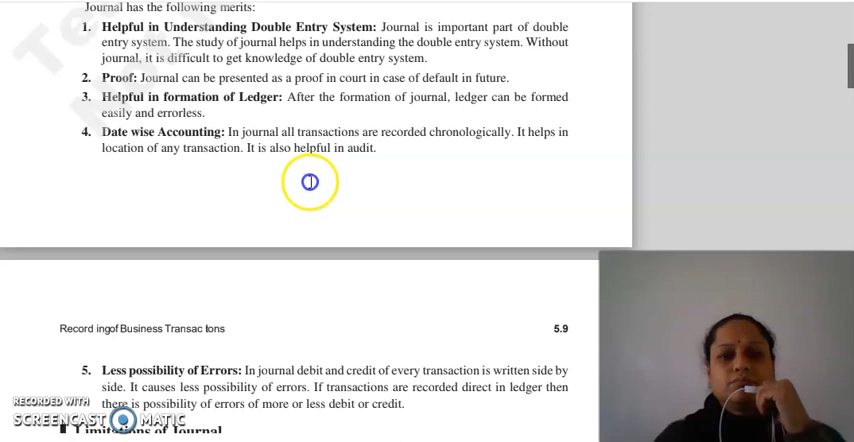 Journal has the following merits:
1. Helpful in Understanding Double Entry System: Journal is important part of double
entry system. The study of journal helps in understanding the double entry system. Without
journal, it is difficult to get knowledge of double entry system.
2. Proof: Journal can be presented as a proof in court in case of default in future.
3. Helpful in formation of Ledger: After the formation of journal, ledger can be formed
easily and errorless.
4. Date wise Accounting: In journal all transactions are recorded chronologically. It helps in
location of any transaction. It is also helpful in audit.
Record ingof Business Transac tions
5.9
5. Less possibility of Errors: In journal debit and credit of every transaction is written side by
side. It causes less possibility of errors. If transactions are recorded direct in ledger then
there is possibility of errors of more or less debit or credit.
Limitations of Journal
RECORDED WITH
SCREENCAST MATIC